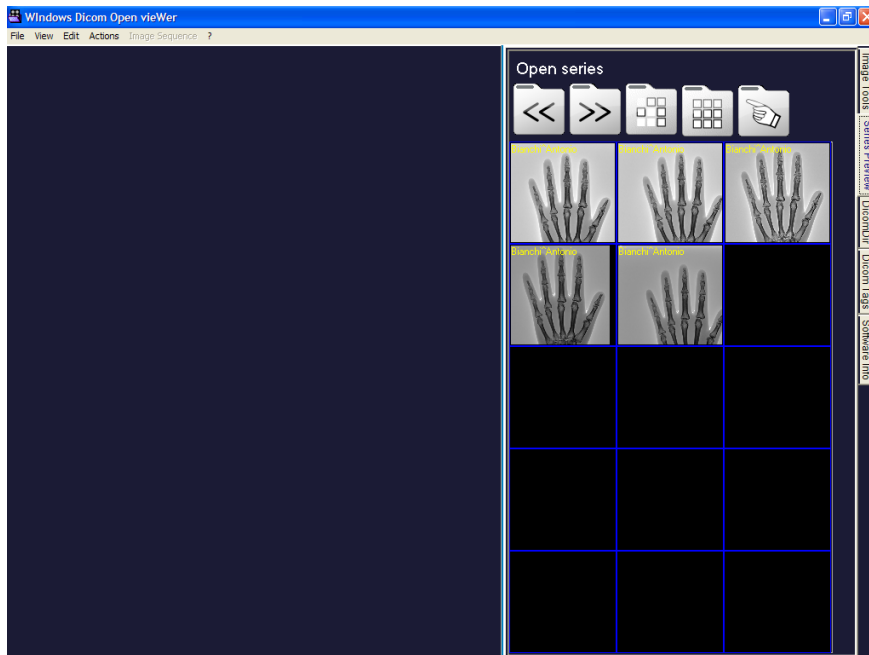 WIndows Dicom Open vieWer
File View Edit Actions Image Sequence ?
Open series
<< >>
Bianchi^Antonio Bianchi^Antonio Bianchi^Antonio
Bianchi^Antonio Bianchi^Antonio
Image Tools
Series Preview
DicomDir
Dicom Tags
Software Info